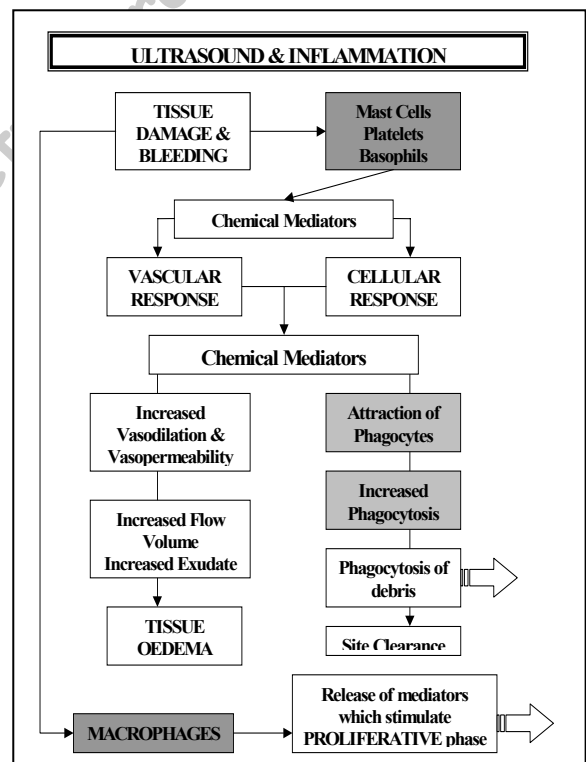 ULTRASOUND & INFLAMMATION
TISSUE
DAMAGE &
BLEEDING
Mast Cells
Platelets
Basophils
Chemical Mediators
VASCULAR
RESPONSE
CELLULAR
RESPONSE
Chemical Mediators
Increased
Vasodilation &
Vasopermeability
Attraction of
Phagocytes
Increased
Phagocytosis
Increased Flow
Volume
Increased Exudate
Phagocytosis of
debris
TISSUE
OEDEMA
Site Clearance
Release of mediators
which stimulate
PROLIFERATIVE phase
MACROPHAGES